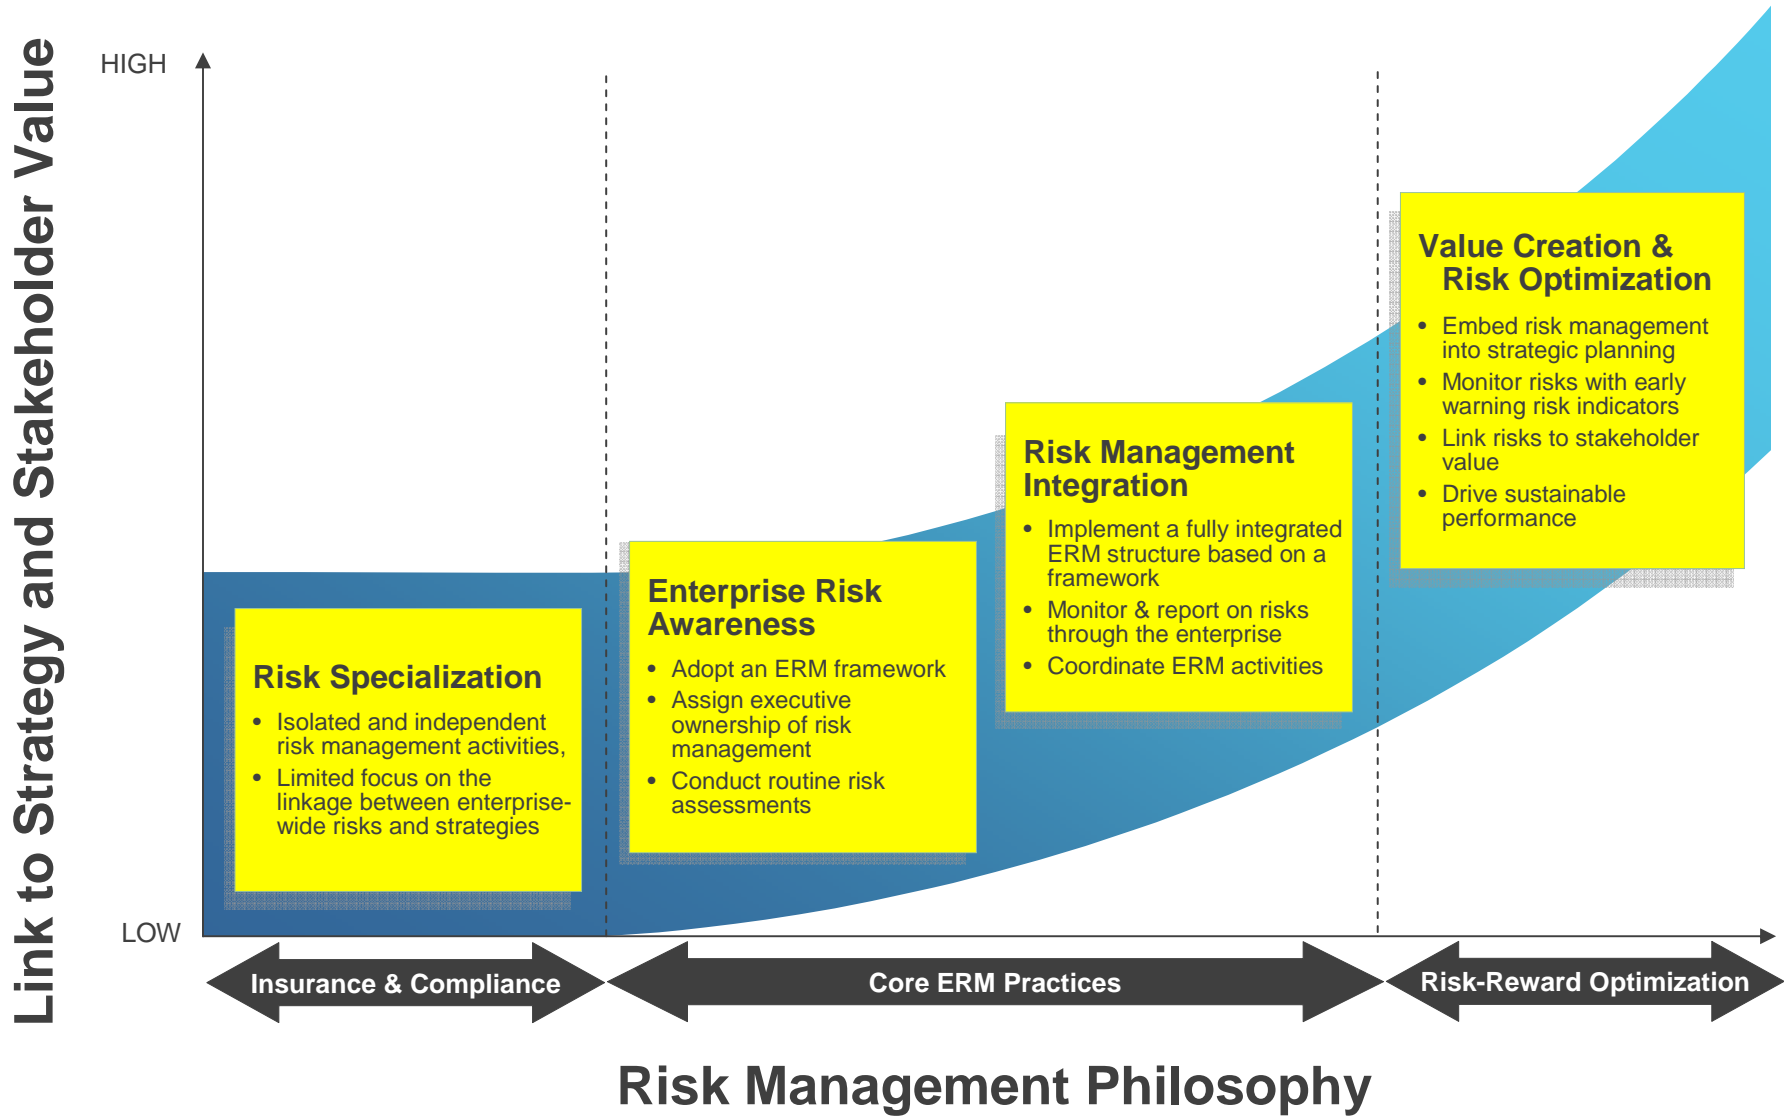 Link to Strategy and Stakeholder Value
HIGH
LOW
Risk Specialization
• Isolated and independent
risk management activities,
• Limited focus on the
linkage between enterprise-
wide risks and strategies
Enterprise Risk
Awareness
• Adopt an ERM framework
• Assign executive
ownership of risk
management
• Conduct routine risk
assessments
Risk Management
Integration
• Implement a fully integrated
ERM structure based on a
framework
• Monitor & report on risks
through the enterprise
• Coordinate ERM activities
Value Creation &
Risk Optimization
• Embed risk management
into strategic planning
• Monitor risks with early
warning risk indicators
• Link risks to stakeholder
value
• Drive sustainable
performance
Insurance & Compliance
Core ERM Practices
Risk-Reward Optimization
Risk Management Philosophy